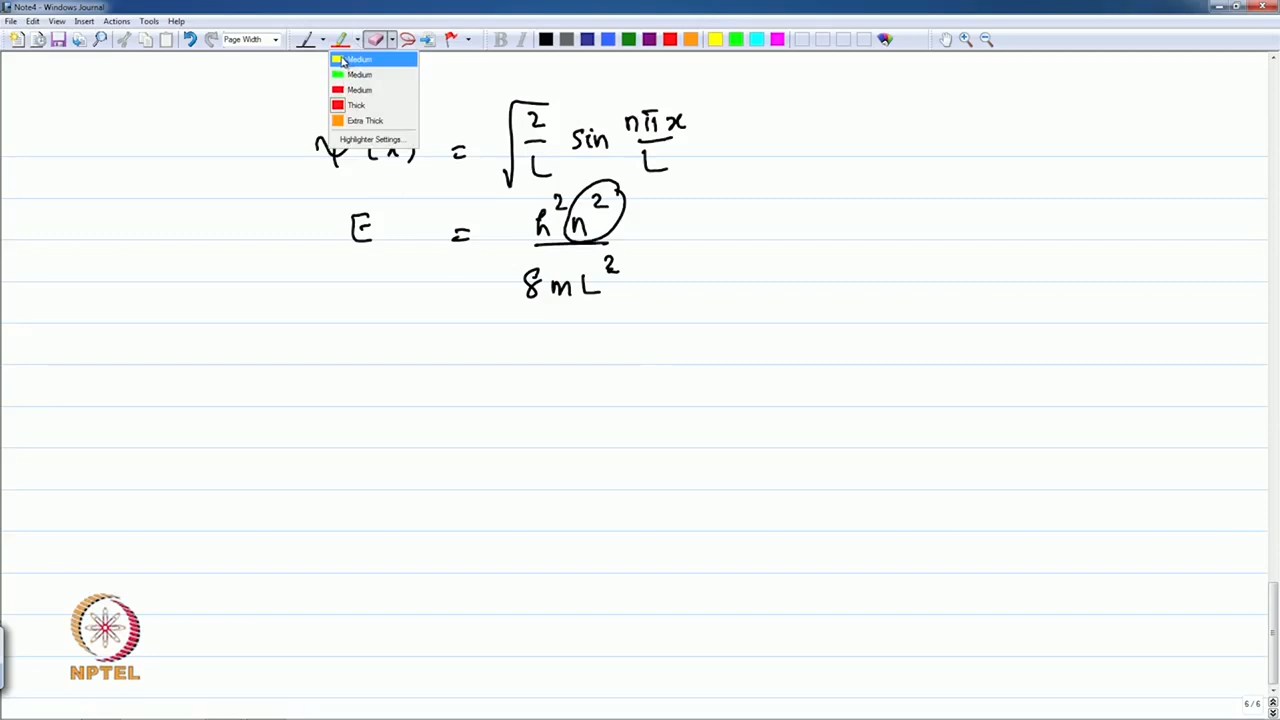 Note4 - Windows Journal
File Edit View Insert Actions Tools Help
Page Width
B I
Medium
Medium
Medium
Thick
Extra Thick
Highlighter Settings...
ψ(x) = √(2/L) sin nπx/L
E = h²n²/8mL²
NPTEL
6 / 6